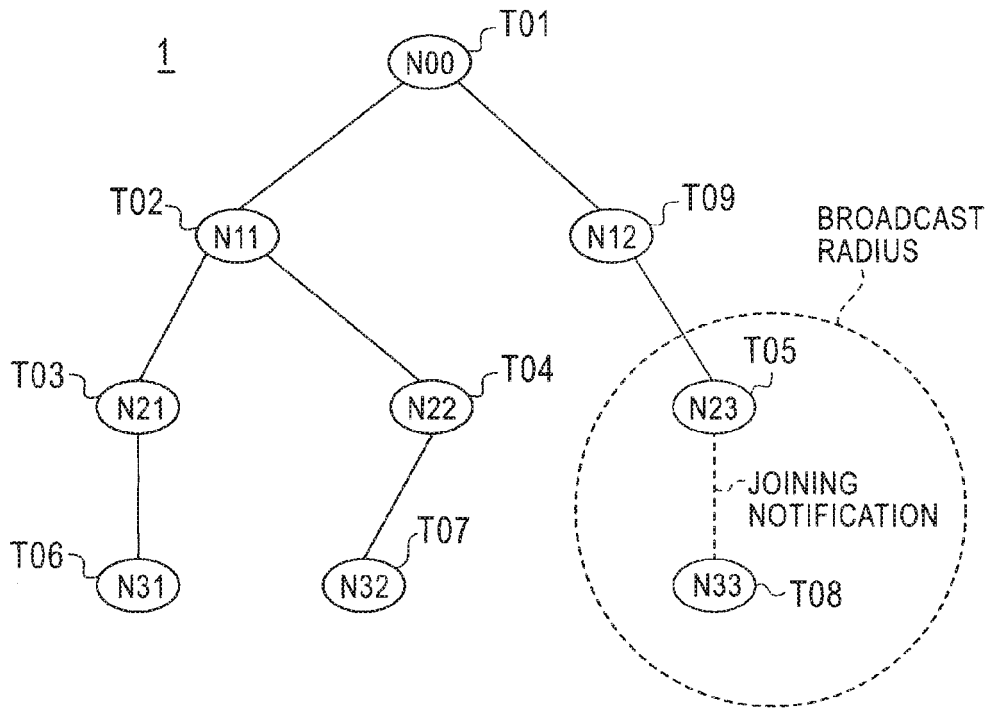 1
T01
N00
T02
N11
T09
N12
BROADCAST
RADIUS
T03
N21
T04
N22
T05
N23
JOINING
NOTIFICATION
T06
N31
T07
N32
N33
T08